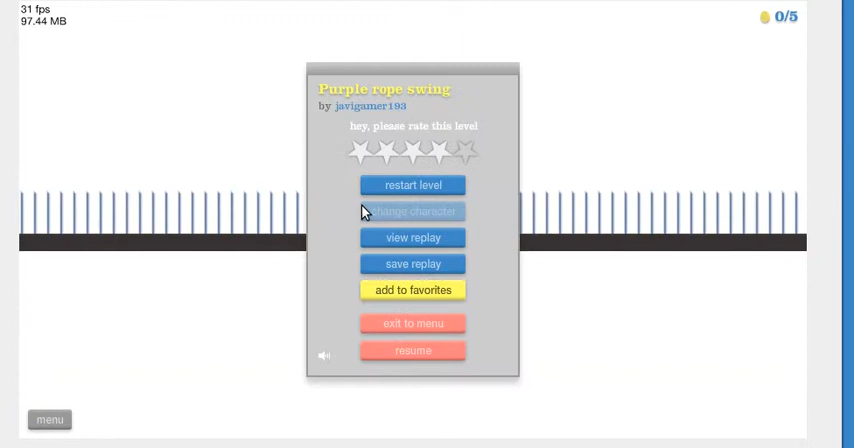 31 fps
97.44 MB
0/5
Purple rope swing
by javigamer193
hey, please rate this level
restart level
change character
view replay
save replay
add to favorites
exit to menu
resume
menu